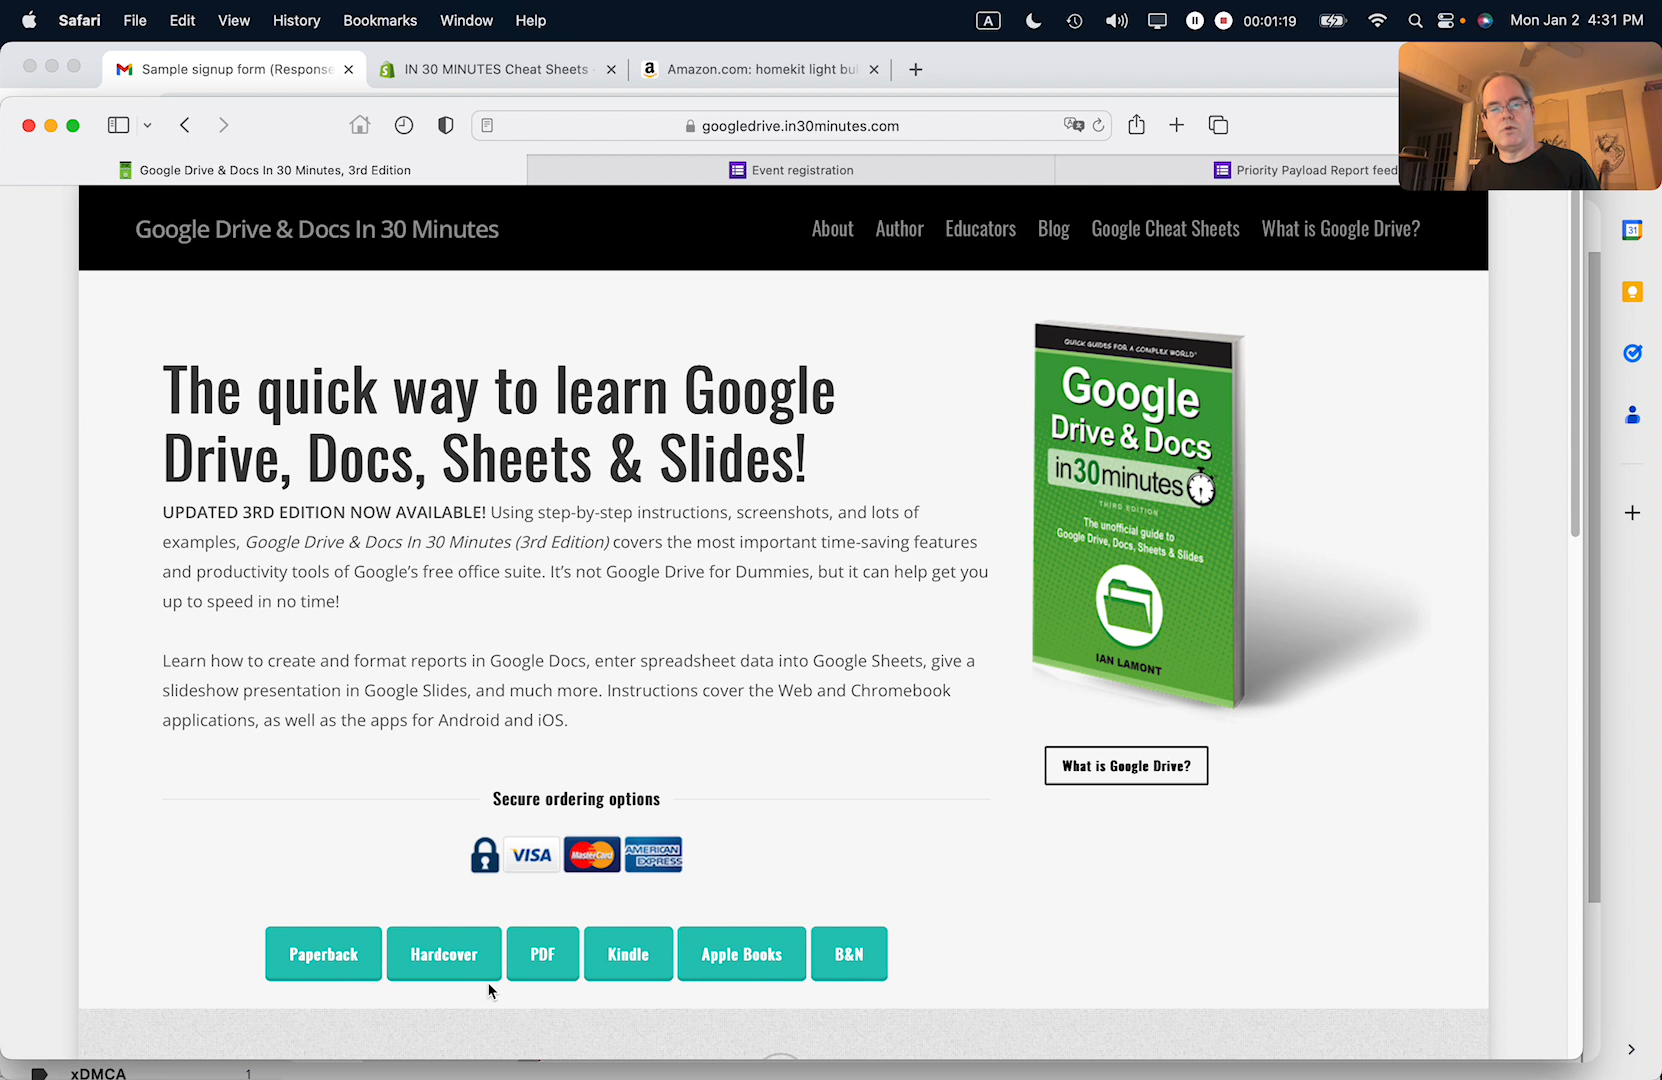 Safari File Edit View History Bookmarks Window Help A 00:01:19 Mon Jan 2 4:31 PM
Sample signup form (Response IN 30 MINUTES Cheat Sheets a Amazon.com: homekit light bul
googledrive.in30minutes.com
Google Drive & Docs In 30 Minutes, 3rd Edition Event registration Priority Payload Report feed
Google Drive & Docs In 30 Minutes About Author Educators Blog Google Cheat Sheets What is Google Drive?
31
The quick way to learn Google
Drive, Docs, Sheets & Slides!
UPDATED 3RD EDITION NOW AVAILABLE! Using step-by-step instructions, screenshots, and lots of
examples, Google Drive & Docs In 30 Minutes (3rd Edition) covers the most important time-saving features
and productivity tools of Google’s free office suite. It’s not Google Drive for Dummies, but it can help get you
up to speed in no time!
Learn how to create and format reports in Google Docs, enter spreadsheet data into Google Sheets, give a
slideshow presentation in Google Slides, and much more. Instructions cover the Web and Chromebook
applications, as well as the apps for Android and iOS.
QUICK GUIDES FOR A COMPLEX WORLD®
Google
Drive & Docs
in30minutes
THIRD EDITION
The unofficial guide to
Google Drive, Docs, Sheets & Slides
IAN LAMONT
What is Google Drive?
Secure ordering options
VISA MasterCard AMERICAN EXPRESS
Paperback Hardcover PDF Kindle Apple Books B&N
xDMCA 1